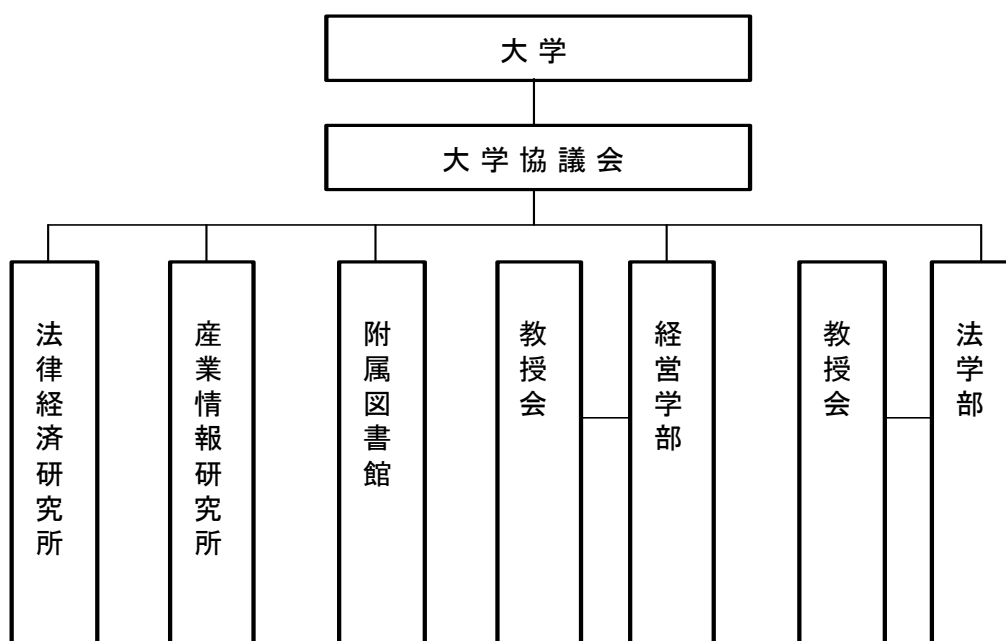 大学
大学協議会
法律経済研究所
産業情報研究所
附属図書館
教授会
経営学部
教授会
法学部